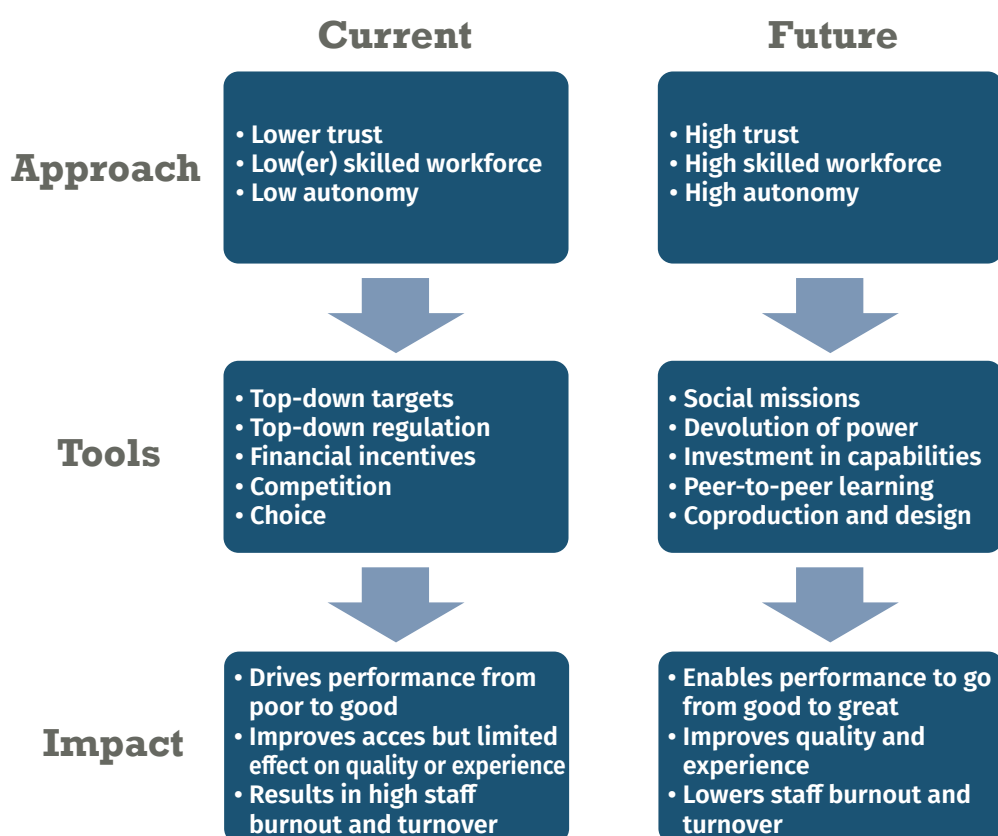 Current
Future
Approach
• Lower trust
• Low(er) skilled workforce
• Low autonomy
• High trust
• High skilled workforce
• High autonomy
Tools
• Top-down targets
• Top-down regulation
• Financial incentives
• Competition
• Choice
• Social missions
• Devolution of power
• Investment in capabilities
• Peer-to-peer learning
• Coproduction and design
Impact
• Drives performance from
poor to good
• Improves acces but limited
effect on quality or experience
• Results in high staff
burnout and turnover
• Enables performance to go
from good to great
• Improves quality and
experience
• Lowers staff burnout and
turnover